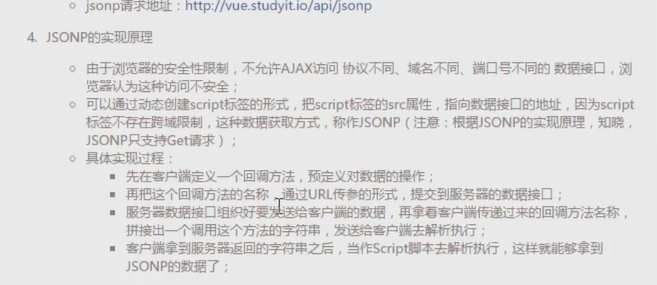 jsonp请求地址：http://vue.studyit.io/api/jsonp
4. JSONP的实现原理
由于浏览器的安全性限制，不允许AJAX访问 协议不同、域名不同、端口号不同的 数据接口，浏
览器认为这种访问不安全；
可以通过动态创建script标签的形式，把script标签的src属性，指向数据接口的地址，因为script
标签不存在跨域限制，这种数据获取方式，称作JSONP（注意：根据JSONP的实现原理，知晓，
JSONP只支持Get请求）；
具体实现过程：
先在客户端定义一个回调方法，预定义对数据的操作；
再把这个回调方法的名称，通过URL传参的形式，提交到服务器的数据接口；
服务器数据接口组织好要发送给客户端的数据，再拿着客户端传递过来的回调方法名称，
拼接出一个调用这个方法的字符串，发送给客户端去解析执行；
客户端拿到服务器返回的字符串之后，当作Script脚本去解析执行，这样就能够拿到
JSONP的数据了；